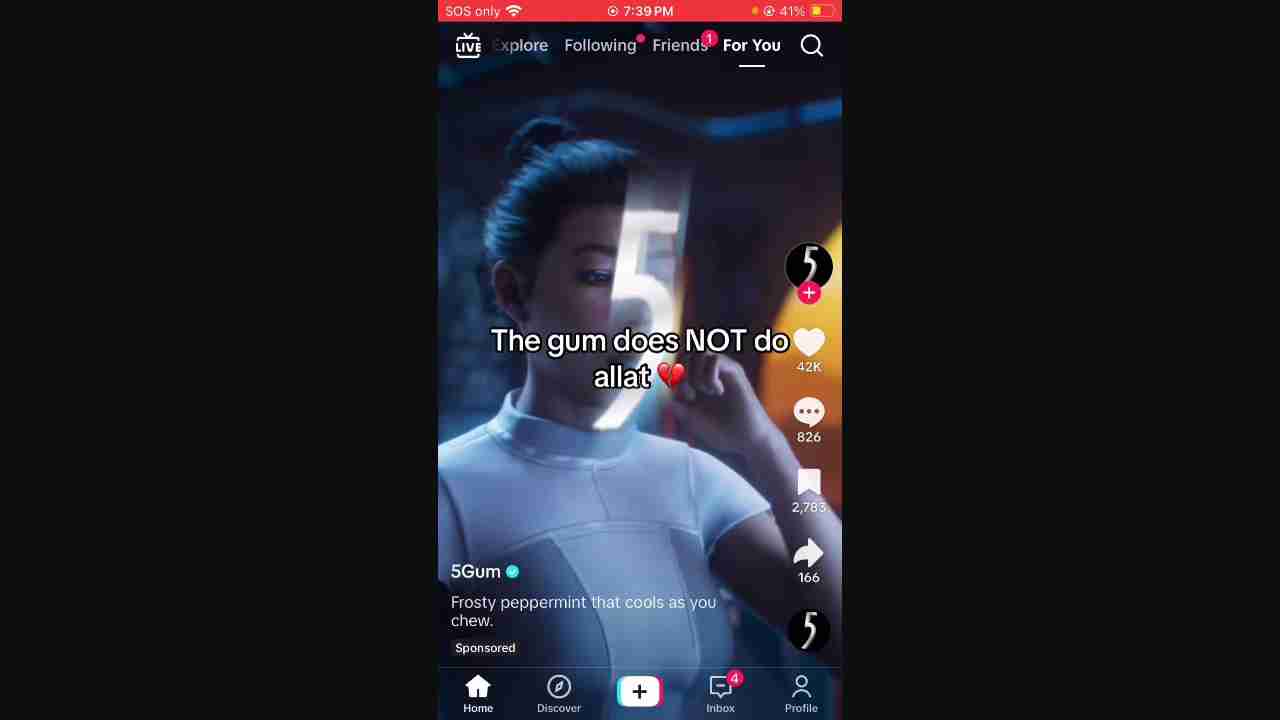 SOS only
7:39 PM
41%
LIVE
Explore
Following
Friends
1
For You
5
5
The gum does NOT do
allat 💔
42K
826
2,783
166
5Gum
Frosty peppermint that cools as you
chew.
Sponsored
5
Home
Discover
4
Inbox
Profile